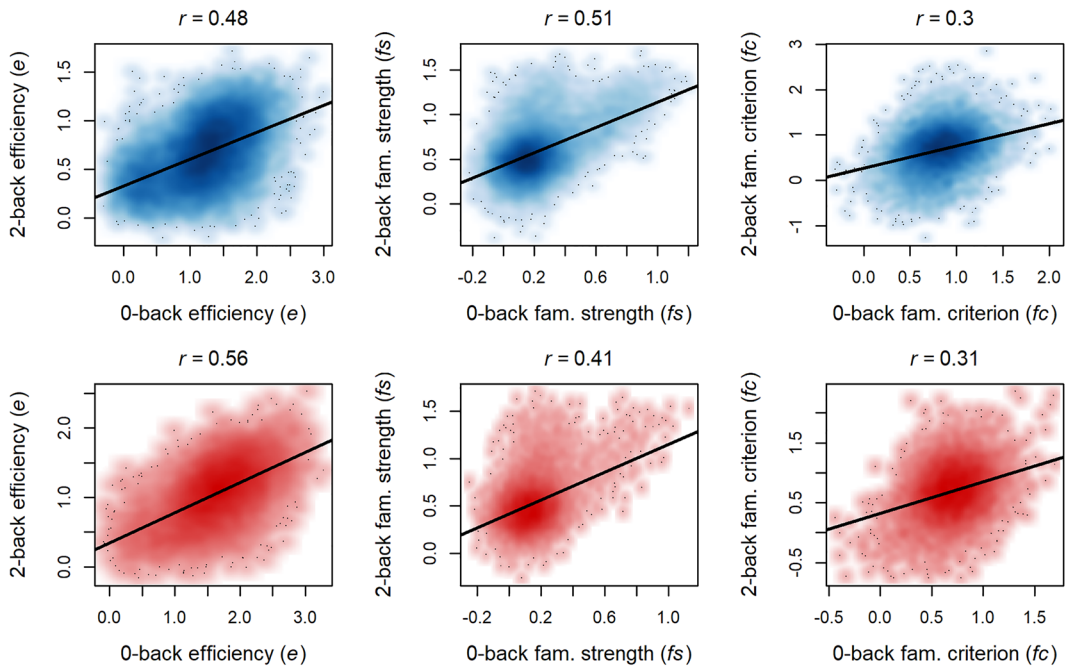 r = 0.48
r = 0.51
r = 0.3
2-back efficiency (e)
0.0 0.5 1.0 1.5
0.0 1.0 2.0 3.0
0-back efficiency (e)
2-back fam. strength (fs)
0.0 0.5 1.0 1.5
-0.2 0.2 0.6 1.0
0-back fam. strength (fs)
2-back fam. criterion (fc)
-1 0 1 2 3
0.0 0.5 1.0 1.5 2.0
0-back fam. criterion (fc)
r = 0.56
r = 0.41
r = 0.31
2-back efficiency (e)
0.0 1.0 2.0
0.0 1.0 2.0 3.0
0-back efficiency (e)
2-back fam. strength (fs)
0.0 0.5 1.0 1.5
-0.2 0.2 0.6 1.0
0-back fam. strength (fs)
2-back fam. criterion (fc)
-0.5 0.5 1.5
-0.5 0.0 0.5 1.0 1.5
0-back fam. criterion (fc)